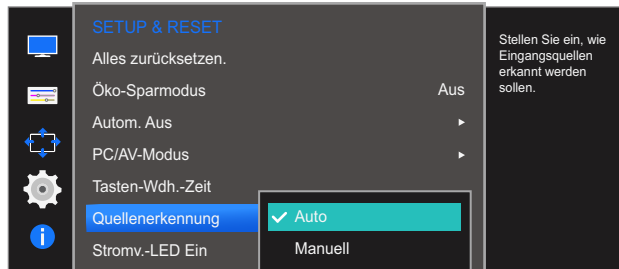 SETUP & RESET
Alles zurücksetzen.
Öko-Sparmodus Aus
Autom. Aus
PC/AV-Modus
Tasten-Wdh.-Zeit
Quellenerkennung Auto
Stromv.-LED Ein Manuell
Stellen Sie ein, wie
Eingangsquellen
erkannt werden
sollen.